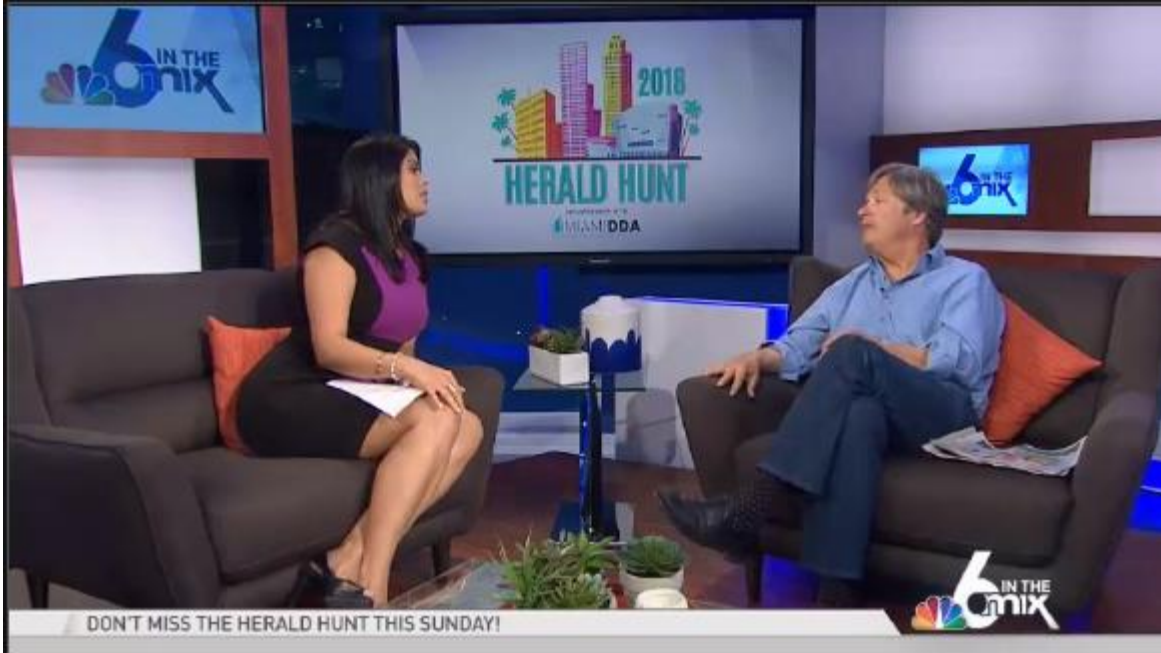 6 IN THE
mix
2018
HERALD HUNT
MIAMI DDA
6 IN THE
mix
DON'T MISS THE HERALD HUNT THIS SUNDAY!
6 IN THE
mix